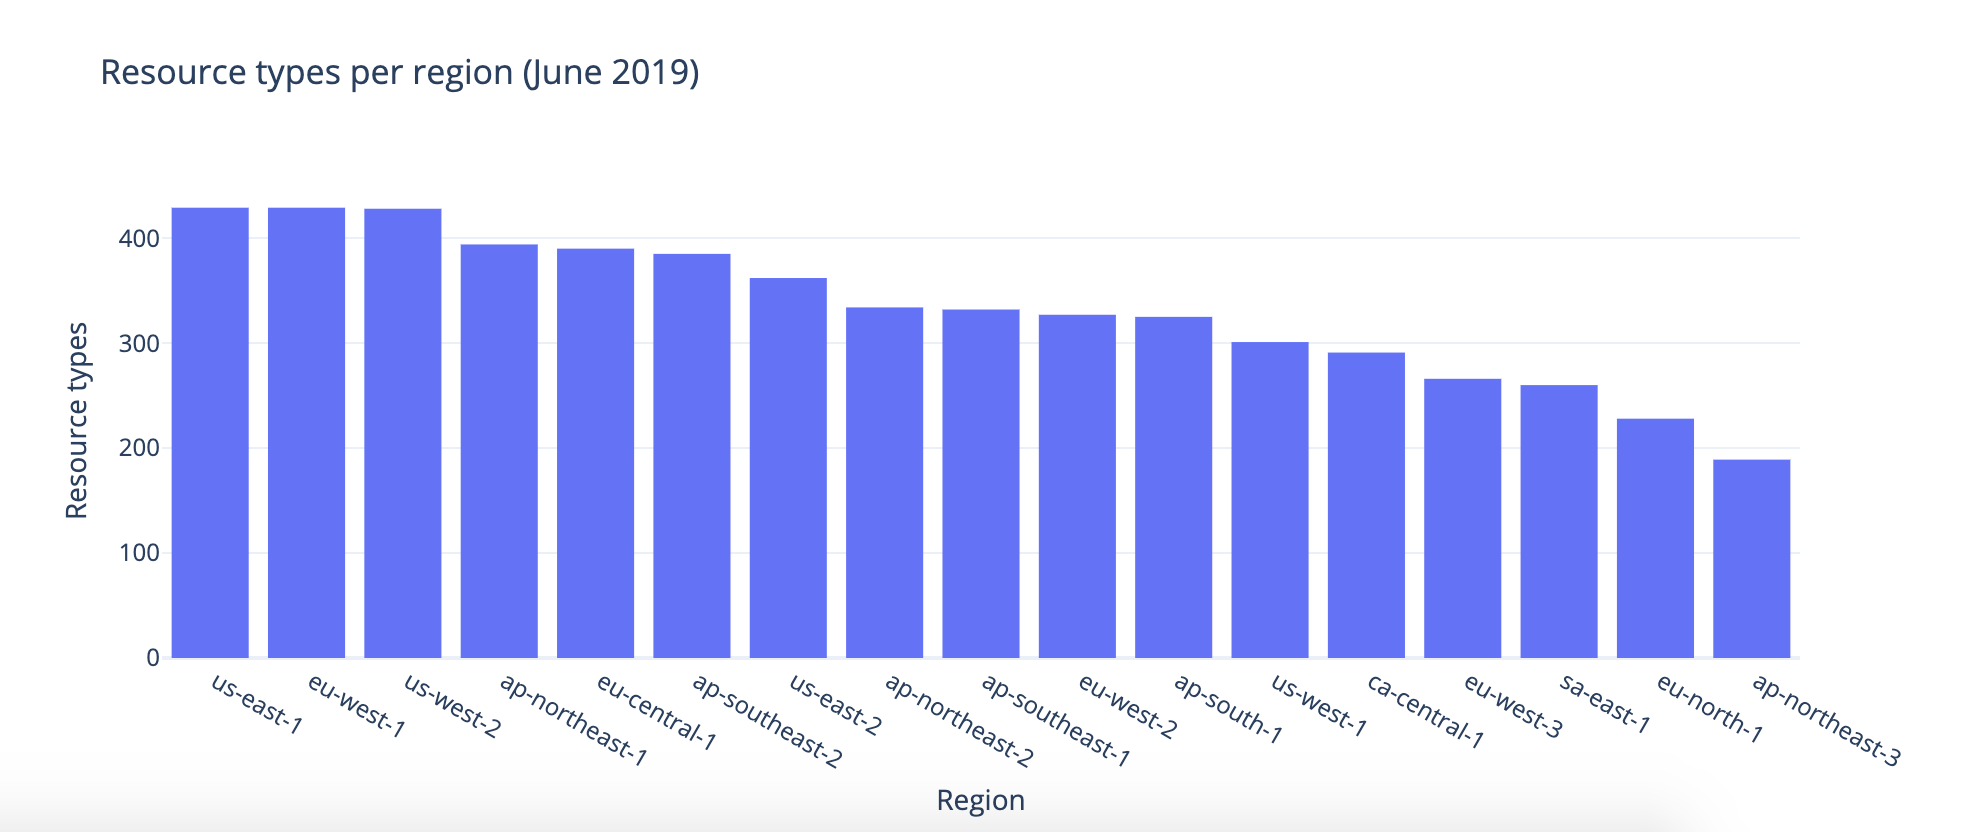 Resource types per region (June 2019)
Resource types
400
300
200
100
0
us-east-1
eu-west-1
us-west-2
ap-northeast-1
eu-central-1
ap-southeast-2
us-east-2
ap-northeast-2
ap-southeast-1
eu-west-2
ap-south-1
us-west-1
ca-central-1
eu-west-3
sa-east-1
eu-north-1
ap-northeast-3
Region